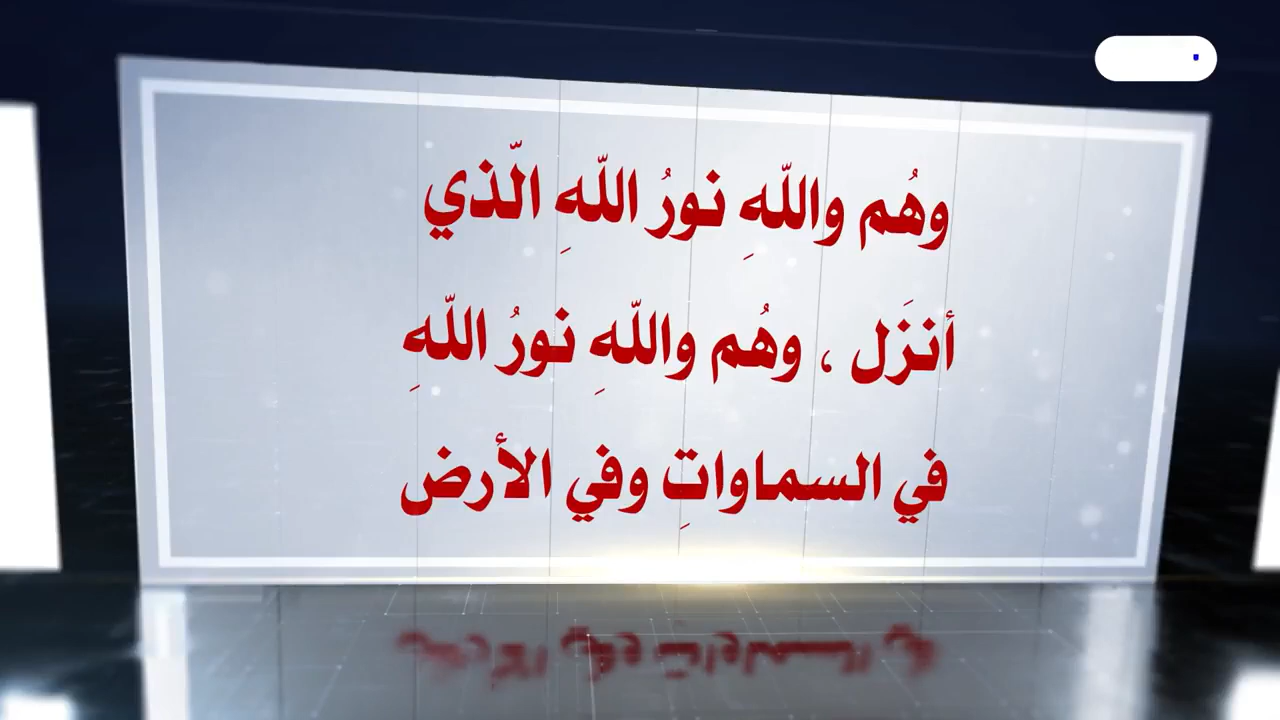 وهُم واللّهِ نورُ اللّهِ الّذي
أنزَل ، وهُم واللّهِ نورُ اللّهِ
في السماواتِ وفي الأرض